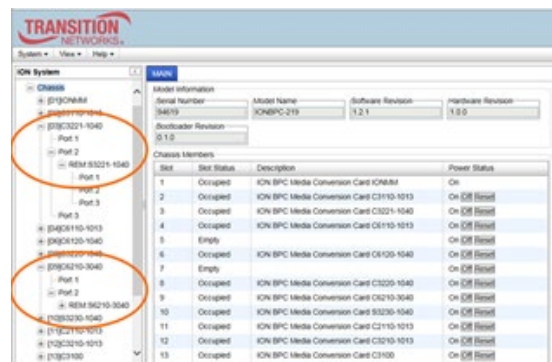 TRANSITION
NETWORKS.
System View Help
ION System
MAIN
Chassis
[01]IONMM
[03]C3221-1040
Port 1
Port 2
REM:S3221-1040
Port 1
Port 2
Port 3
Port 3
[04]C6110-1013
[06]C6120-1040
[08]C3220-1040
[09]C6210-3040
Port 1
Port 2
REM:S6210-3040
[10]S3230-1040
[11]C2110-1013
[12]C3210-1013
[13]C3100
Model Information
Serial Number Model Name Software Revision Hardware Revision
94619 IONBPC-219 1.2.1 1.0.0
Bootloader Revision
0.1.0
Chassis Members
Slot Slot Status Description Power Status
1 Occupied ION BPC Media Conversion Card IONMM On
2 Occupied ION BPC Media Conversion Card C3110-1013 On Off Reset
3 Occupied ION BPC Media Conversion Card C3221-1040 On Off Reset
4 Occupied ION BPC Media Conversion Card C6110-1013 On Off Reset
5 Empty On Off Reset
6 Occupied ION BPC Media Conversion Card C6120-1040 On Off Reset
7 Empty On Off Reset
8 Occupied ION BPC Media Conversion Card C3220-1040 On Off Reset
9 Occupied ION BPC Media Conversion Card C6210-3040 On Off Reset
10 Occupied ION BPC Media Conversion Card S3230-1040 On Off Reset
11 Occupied ION BPC Media Conversion Card C2110-1013 On Off Reset
12 Occupied ION BPC Media Conversion Card C3210-1013 On Off Reset
13 Occupied ION BPC Media Conversion Card C3100 On Off Reset